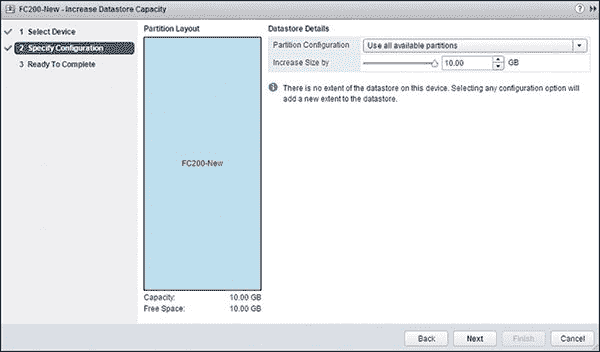 FC200-New - Increase Datastore Capacity
1 Select Device
2 Specify Configuration
3 Ready To Complete
Partition Layout
FC200-New
Capacity: 10.00 GB
Free Space: 10.00 GB
Datastore Details
Partition Configuration Use all available partitions
Increase Size by 10.00 GB
There is no extent of the datastore on this device. Selecting any configuration option will
add a new extent to the datastore.
Back Next Finish Cancel